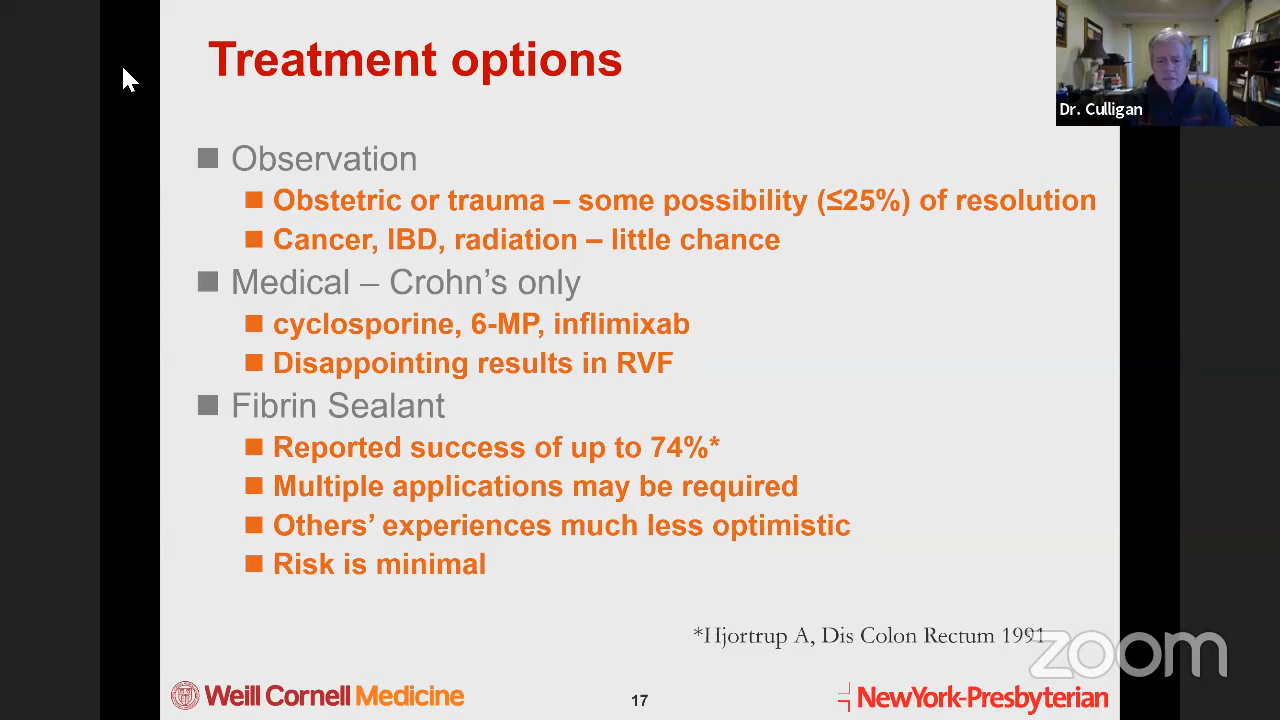 Treatment options
Dr. Culligan
Observation
Obstetric or trauma – some possibility (≤25%) of resolution
Cancer, IBD, radiation – little chance
Medical – Crohn’s only
cyclosporine, 6-MP, inflimixab
Disappointing results in RVF
Fibrin Sealant
Reported success of up to 74%*
Multiple applications may be required
Others’ experiences much less optimistic
Risk is minimal
*Hjortrup A, Dis Colon Rectum 1991
zoom
Weill Cornell Medicine
17
NewYork-Presbyterian